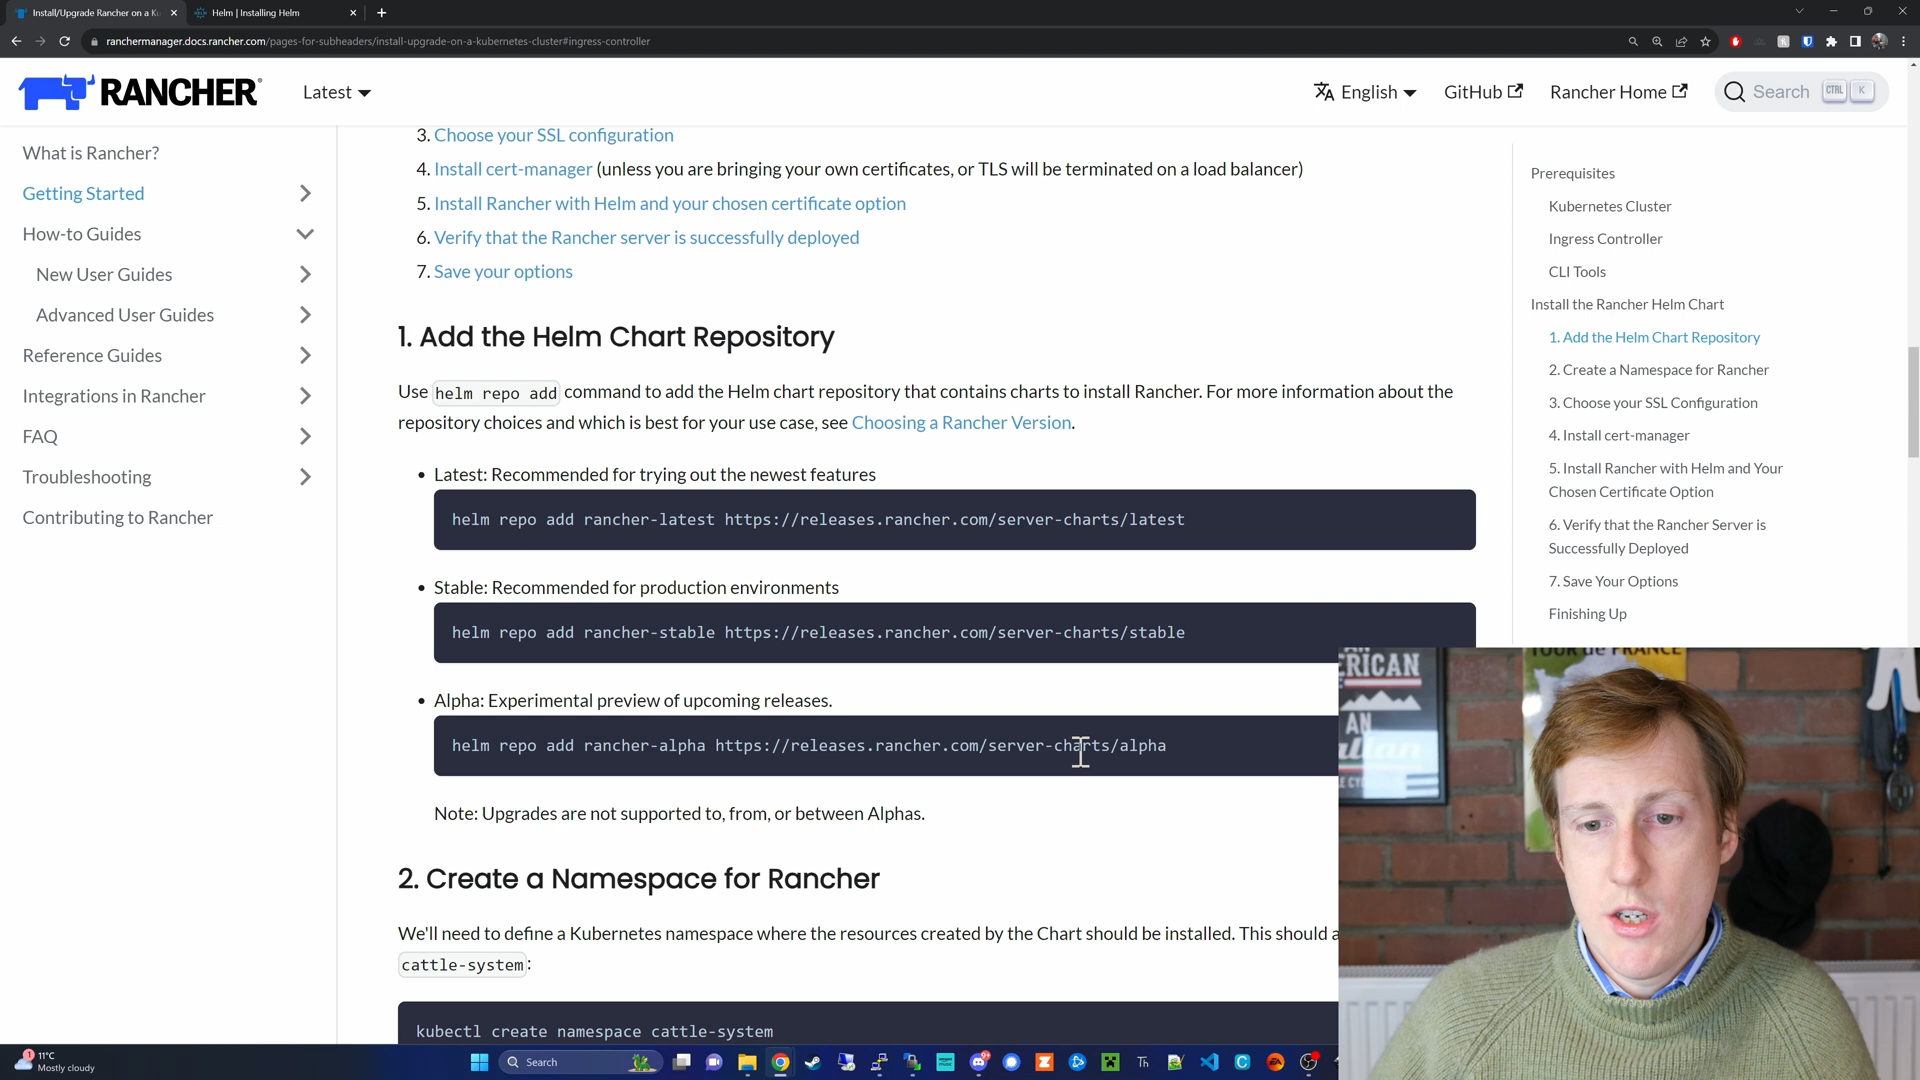 Install/Upgrade Rancher on a Ku
Helm | Installing Helm
ranchermanager.docs.rancher.com/pages-for-subheaders/install-upgrade-on-a-kubernetes-cluster#ingress-controller
RANCHER
Latest
English
GitHub
Rancher Home
Search
CTRL
K
What is Rancher?
Getting Started
How-to Guides
New User Guides
Advanced User Guides
Reference Guides
Integrations in Rancher
FAQ
Troubleshooting
Contributing to Rancher
3. Choose your SSL configuration
4. Install cert-manager (unless you are bringing your own certificates, or TLS will be terminated on a load balancer)
5. Install Rancher with Helm and your chosen certificate option
6. Verify that the Rancher server is successfully deployed
7. Save your options
1. Add the Helm Chart Repository
Use helm repo add command to add the Helm chart repository that contains charts to install Rancher. For more information about the
repository choices and which is best for your use case, see Choosing a Rancher Version.
• Latest: Recommended for trying out the newest features
helm repo add rancher-latest https://releases.rancher.com/server-charts/latest
• Stable: Recommended for production environments
helm repo add rancher-stable https://releases.rancher.com/server-charts/stable
• Alpha: Experimental preview of upcoming releases.
helm repo add rancher-alpha https://releases.rancher.com/server-charts/alpha
Note: Upgrades are not supported to, from, or between Alphas.
2. Create a Namespace for Rancher
We'll need to define a Kubernetes namespace where the resources created by the Chart should be installed. This should a
cattle-system:
kubectl create namespace cattle-system
Prerequisites
Kubernetes Cluster
Ingress Controller
CLI Tools
Install the Rancher Helm Chart
1. Add the Helm Chart Repository
2. Create a Namespace for Rancher
3. Choose your SSL Configuration
4. Install cert-manager
5. Install Rancher with Helm and Your
Chosen Certificate Option
6. Verify that the Rancher Server is
Successfully Deployed
7. Save Your Options
Finishing Up
TOUR de FRANCE
ERICAN
AN
1
11°C
Mostly cloudy
Search
Th